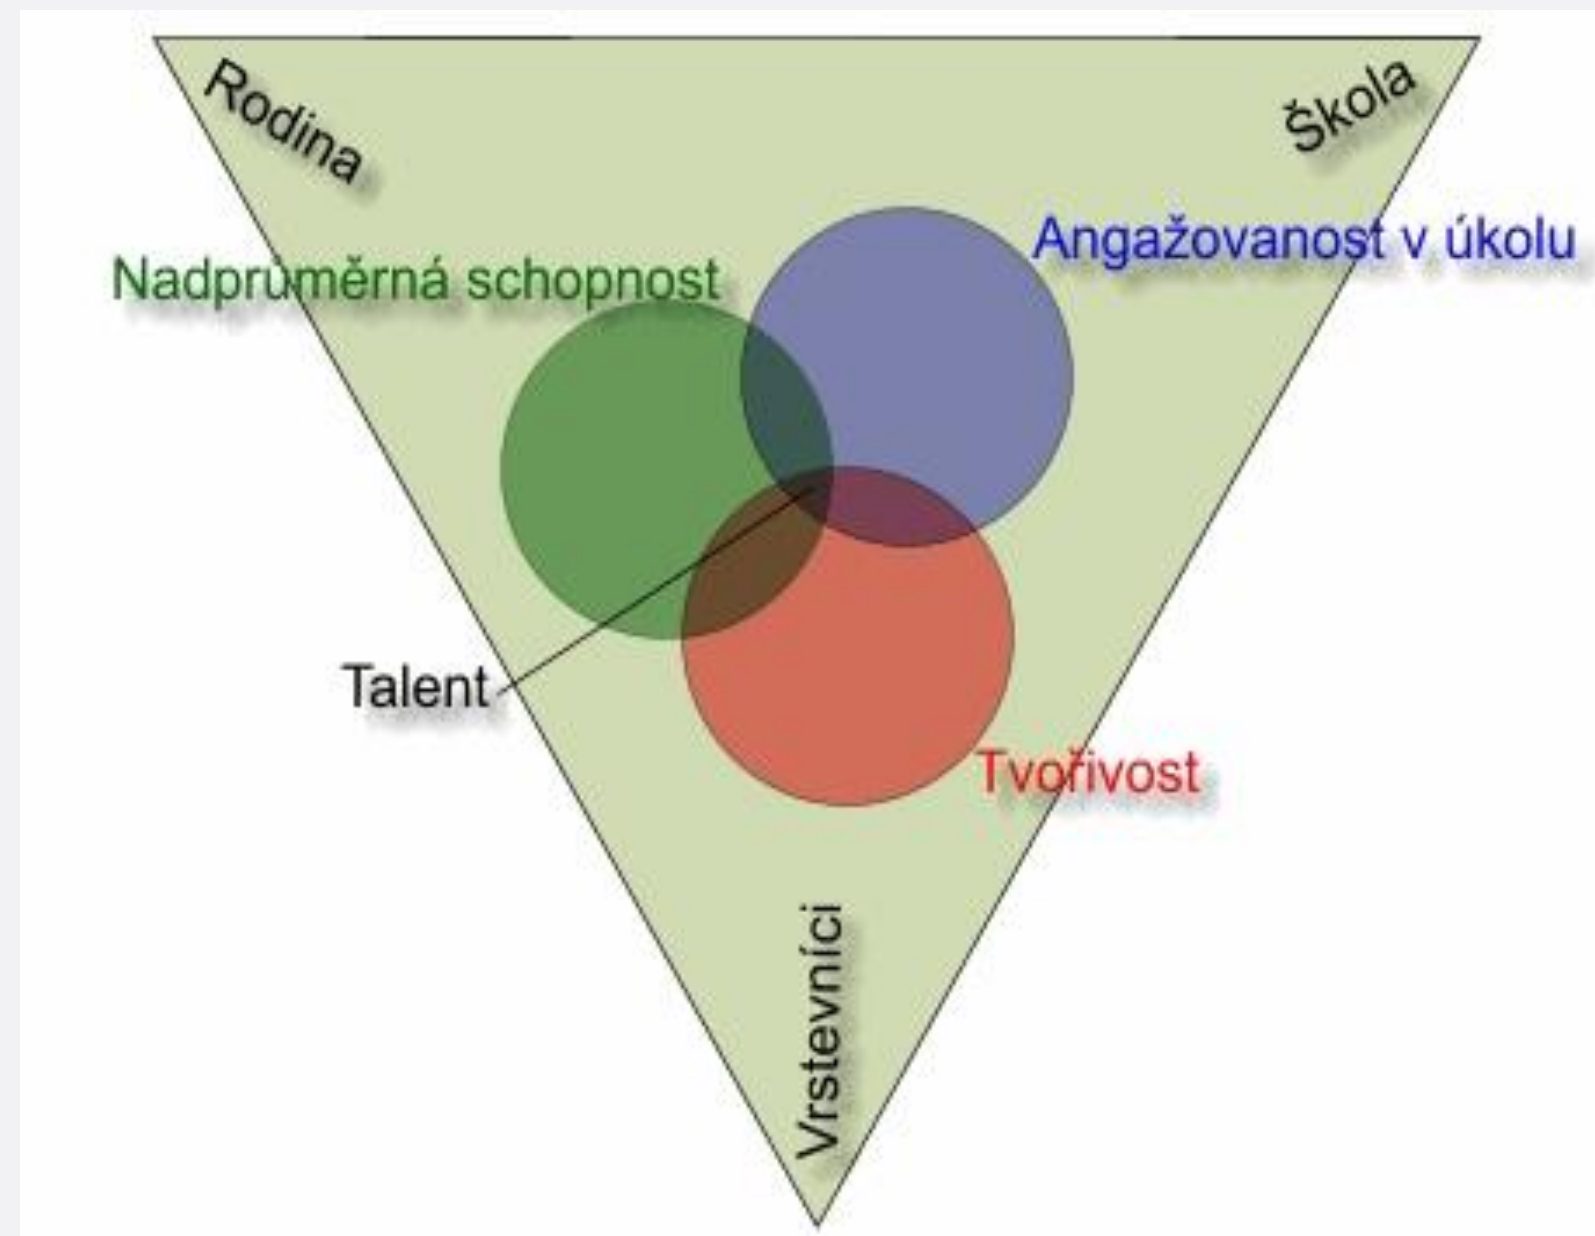 Rodina
Škola
Angažovanost v úkolu
Nadprůměrná schopnost
Talent
Tvořivost
Vrstevníci